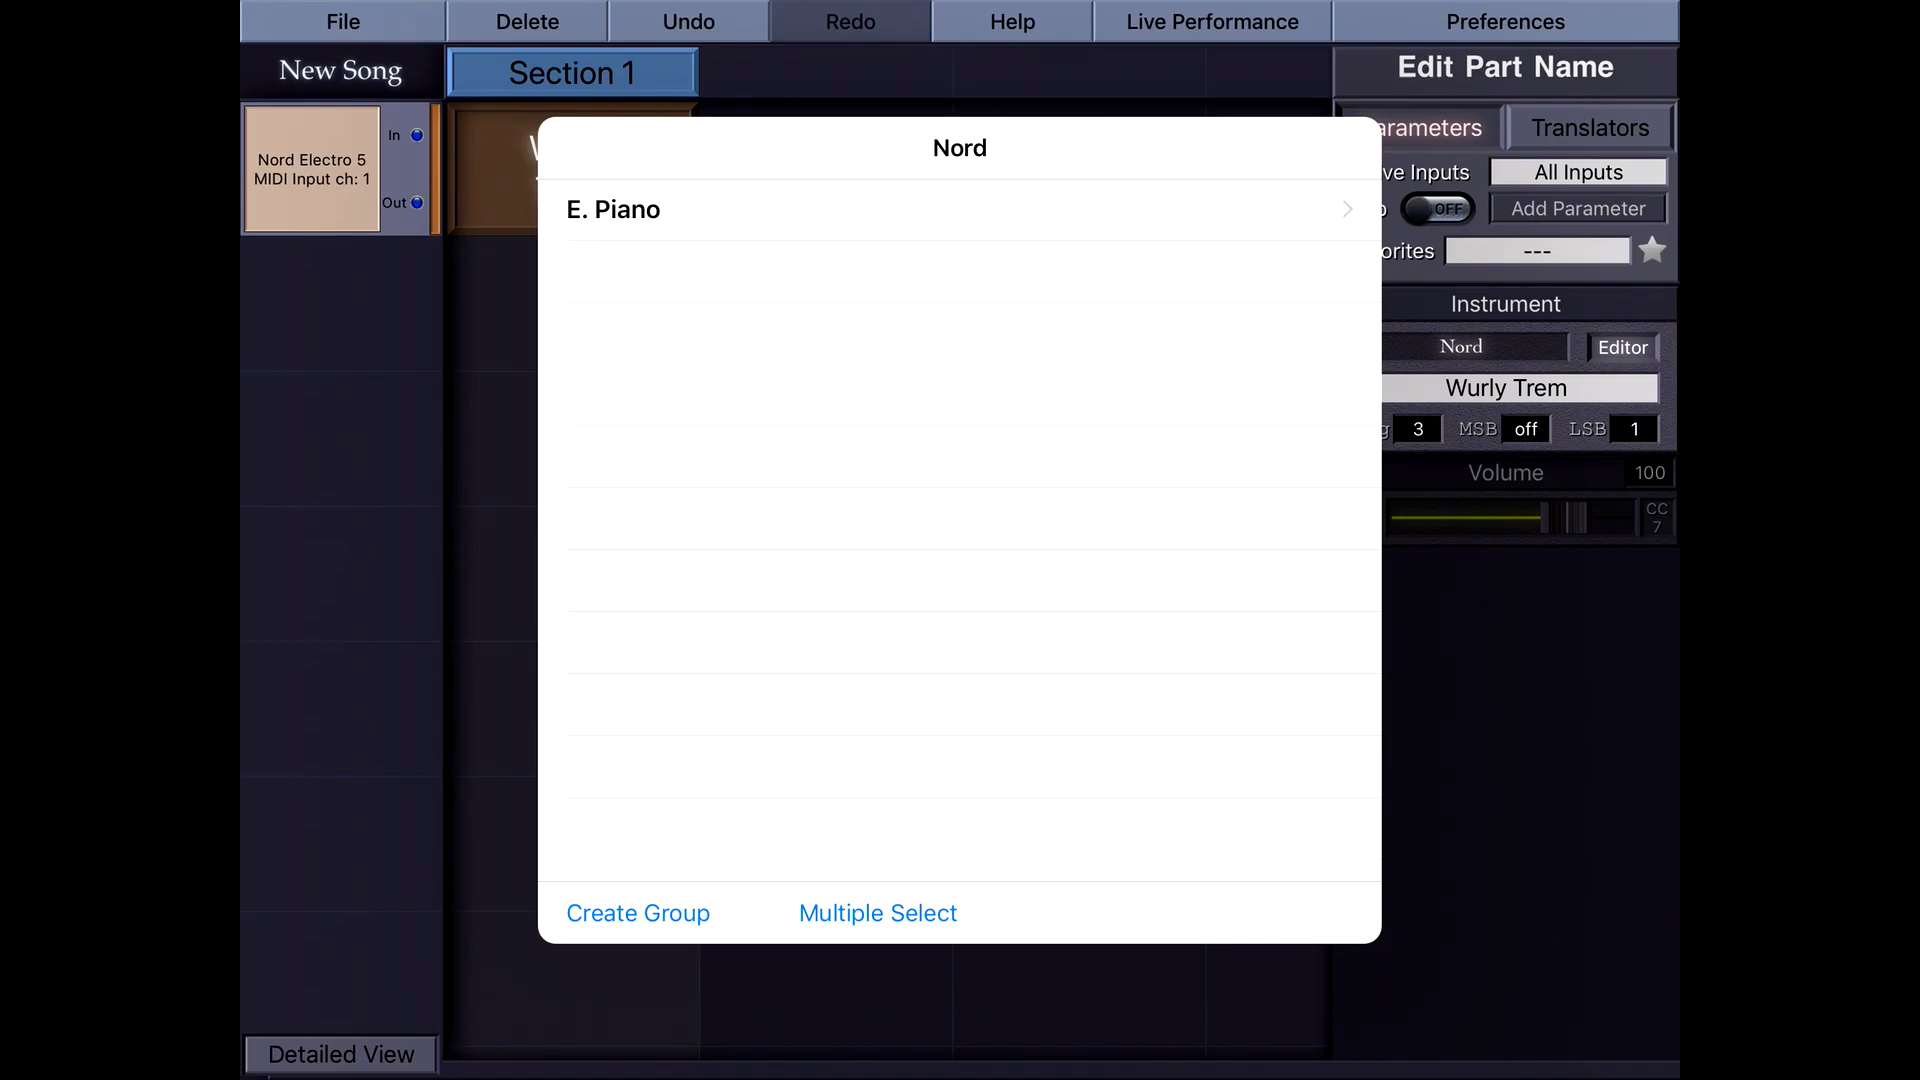 File Delete Undo Redo Help Live Performance Preferences
New Song Section 1 Edit Part Name
Nord Electro 5
MIDI Input ch: 1
In
Out
Nord
E. Piano
Create Group Multiple Select
arameters Translators
ve Inputs All Inputs
OFF Add Parameter
orites ---
Instrument
Nord Editor
Wurly Trem
3 MSB off LSB 1
Volume 100
CC
7
Detailed View